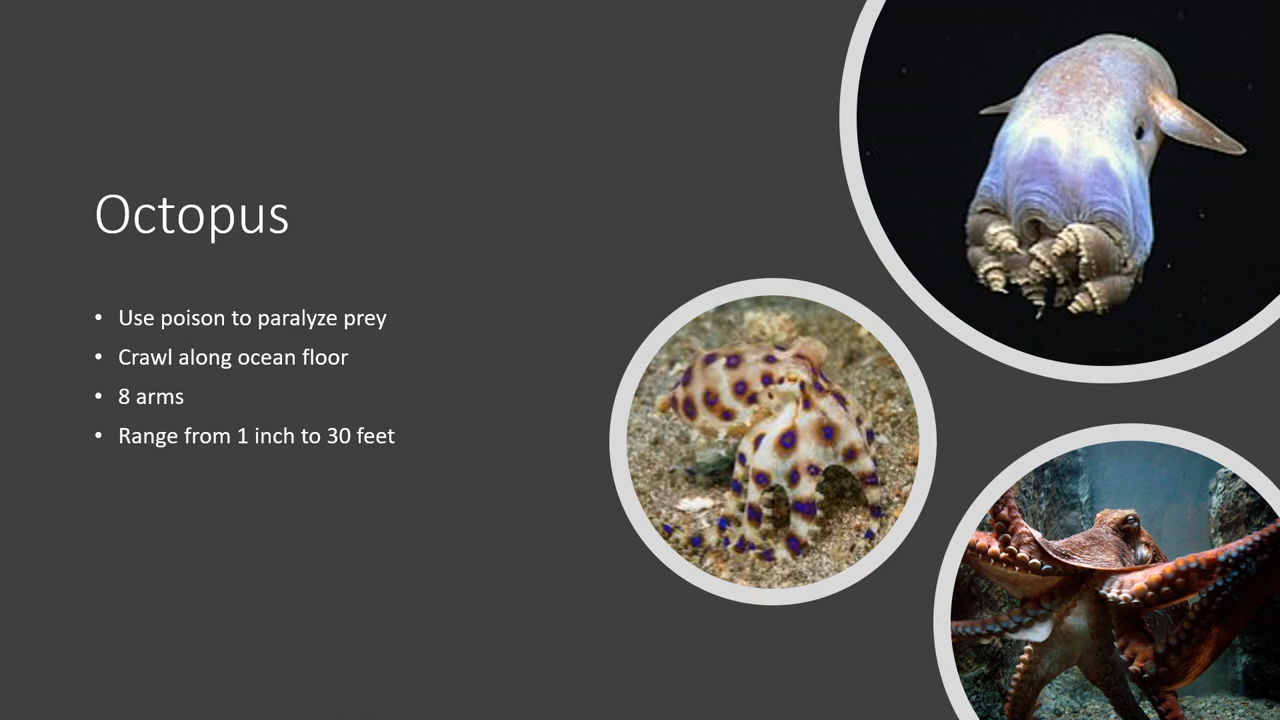 Octopus
• Use poison to paralyze prey
• Crawl along ocean floor
• 8 arms
• Range from 1 inch to 30 feet